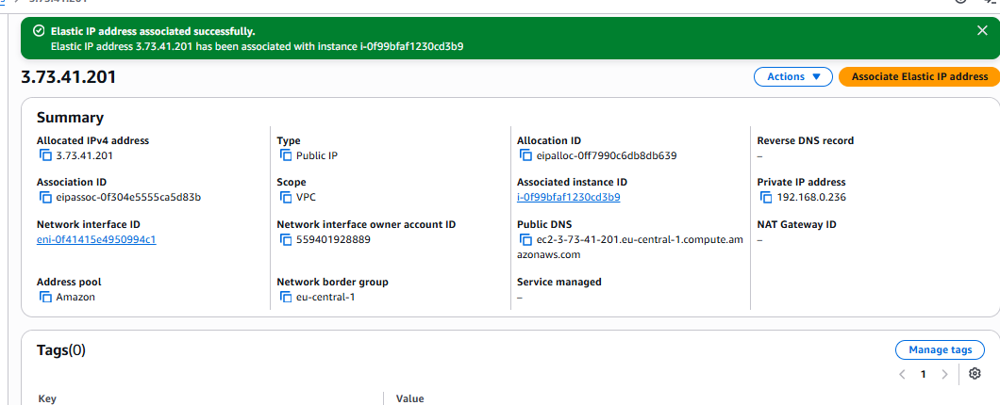 Elastic IP address associated successfully.
Elastic IP address 3.73.41.201 has been associated with instance i-0f99bfaf1230cd3b9
3.73.41.201
Actions
Associate Elastic IP address
Summary
Allocated IPv4 address
3.73.41.201
Type
Public IP
Allocation ID
eipalloc-0ff7990c6db8db639
Reverse DNS record
–
Association ID
eipassoc-0f304e5555ca5d83b
Scope
VPC
Associated instance ID
i-0f99bfaf1230cd3b9
Private IP address
192.168.0.236
Network interface ID
eni-0f41415e4950994c1
Network interface owner account ID
559401928889
Public DNS
ec2-3-73-41-201.eu-central-1.compute.am
azonaws.com
NAT Gateway ID
–
Address pool
Amazon
Network border group
eu-central-1
Service managed
–
Tags(0)
Manage tags
1
Key
Value